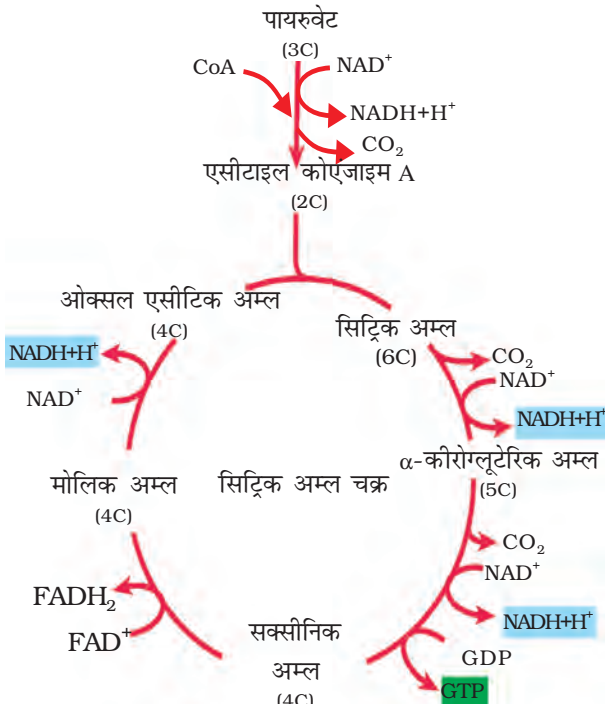 पायरुवेट
(3C)
CoA
NAD⁺
NADH+H⁺
CO₂
एसीटाइल कोएंजाइम A
(2C)
ओक्सल एसीटिक अम्ल
(4C)
सिट्रिक अम्ल
(6C)
NADH+H⁺
CO₂
NAD⁺
NAD⁺
NADH+H⁺
α-कीरोग्लूटेरिक अम्ल
(5C)
मोलिक अम्ल
(4C)
सिट्रिक अम्ल चक्र
CO₂
NAD⁺
FADH₂
NADH+H⁺
FAD⁺
सक्सीनिक
अम्ल
(4C)
GDP
GTP